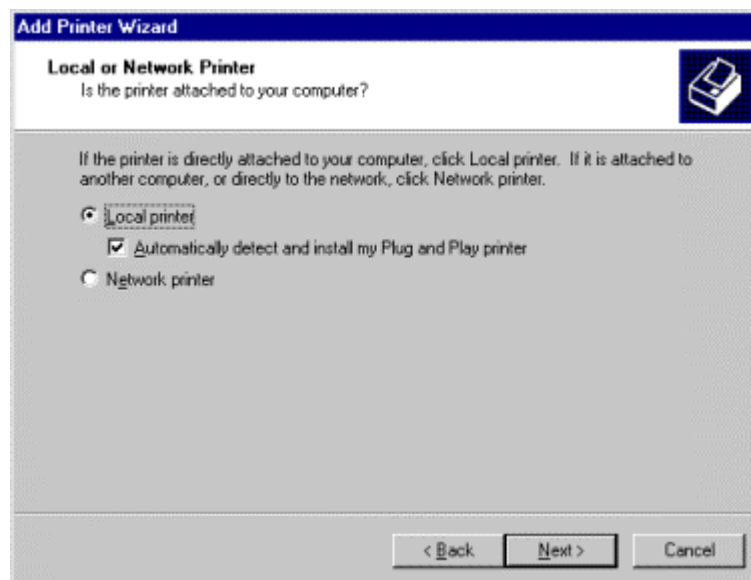 Add Printer Wizard
Local or Network Printer
Is the printer attached to your computer?
If the printer is directly attached to your computer, click Local printer. If it is attached to
another computer, or directly to the network, click Network printer.
Local printer
Automatically detect and install my Plug and Play printer
Network printer
< Back Next > Cancel